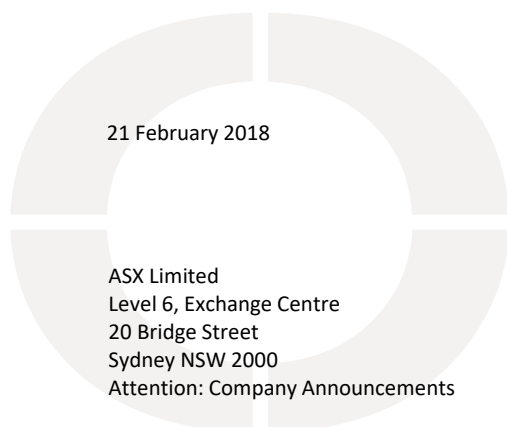 21 February 2018
ASX Limited
Level 6, Exchange Centre
20 Bridge Street
Sydney NSW 2000
Attention: Company Announcements